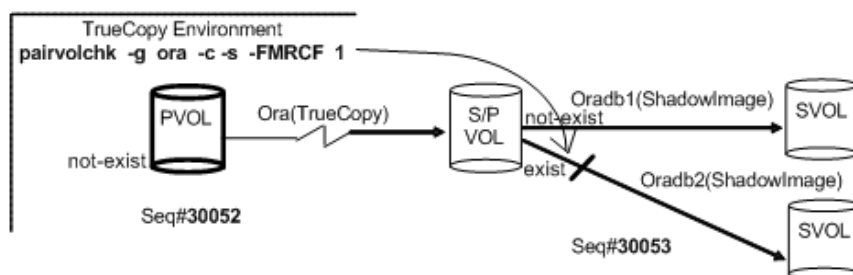 TrueCopy Environment
pairvolchk -g ora -c -s -FMRCF 1
PVOL
Ora(TrueCopy)
S/P
VOL
Oradb1(ShadowImage)
SVOL
not-exist
not-exist
exist
Oradb2(ShadowImage)
Seq#30052
Seq#30053
SVOL